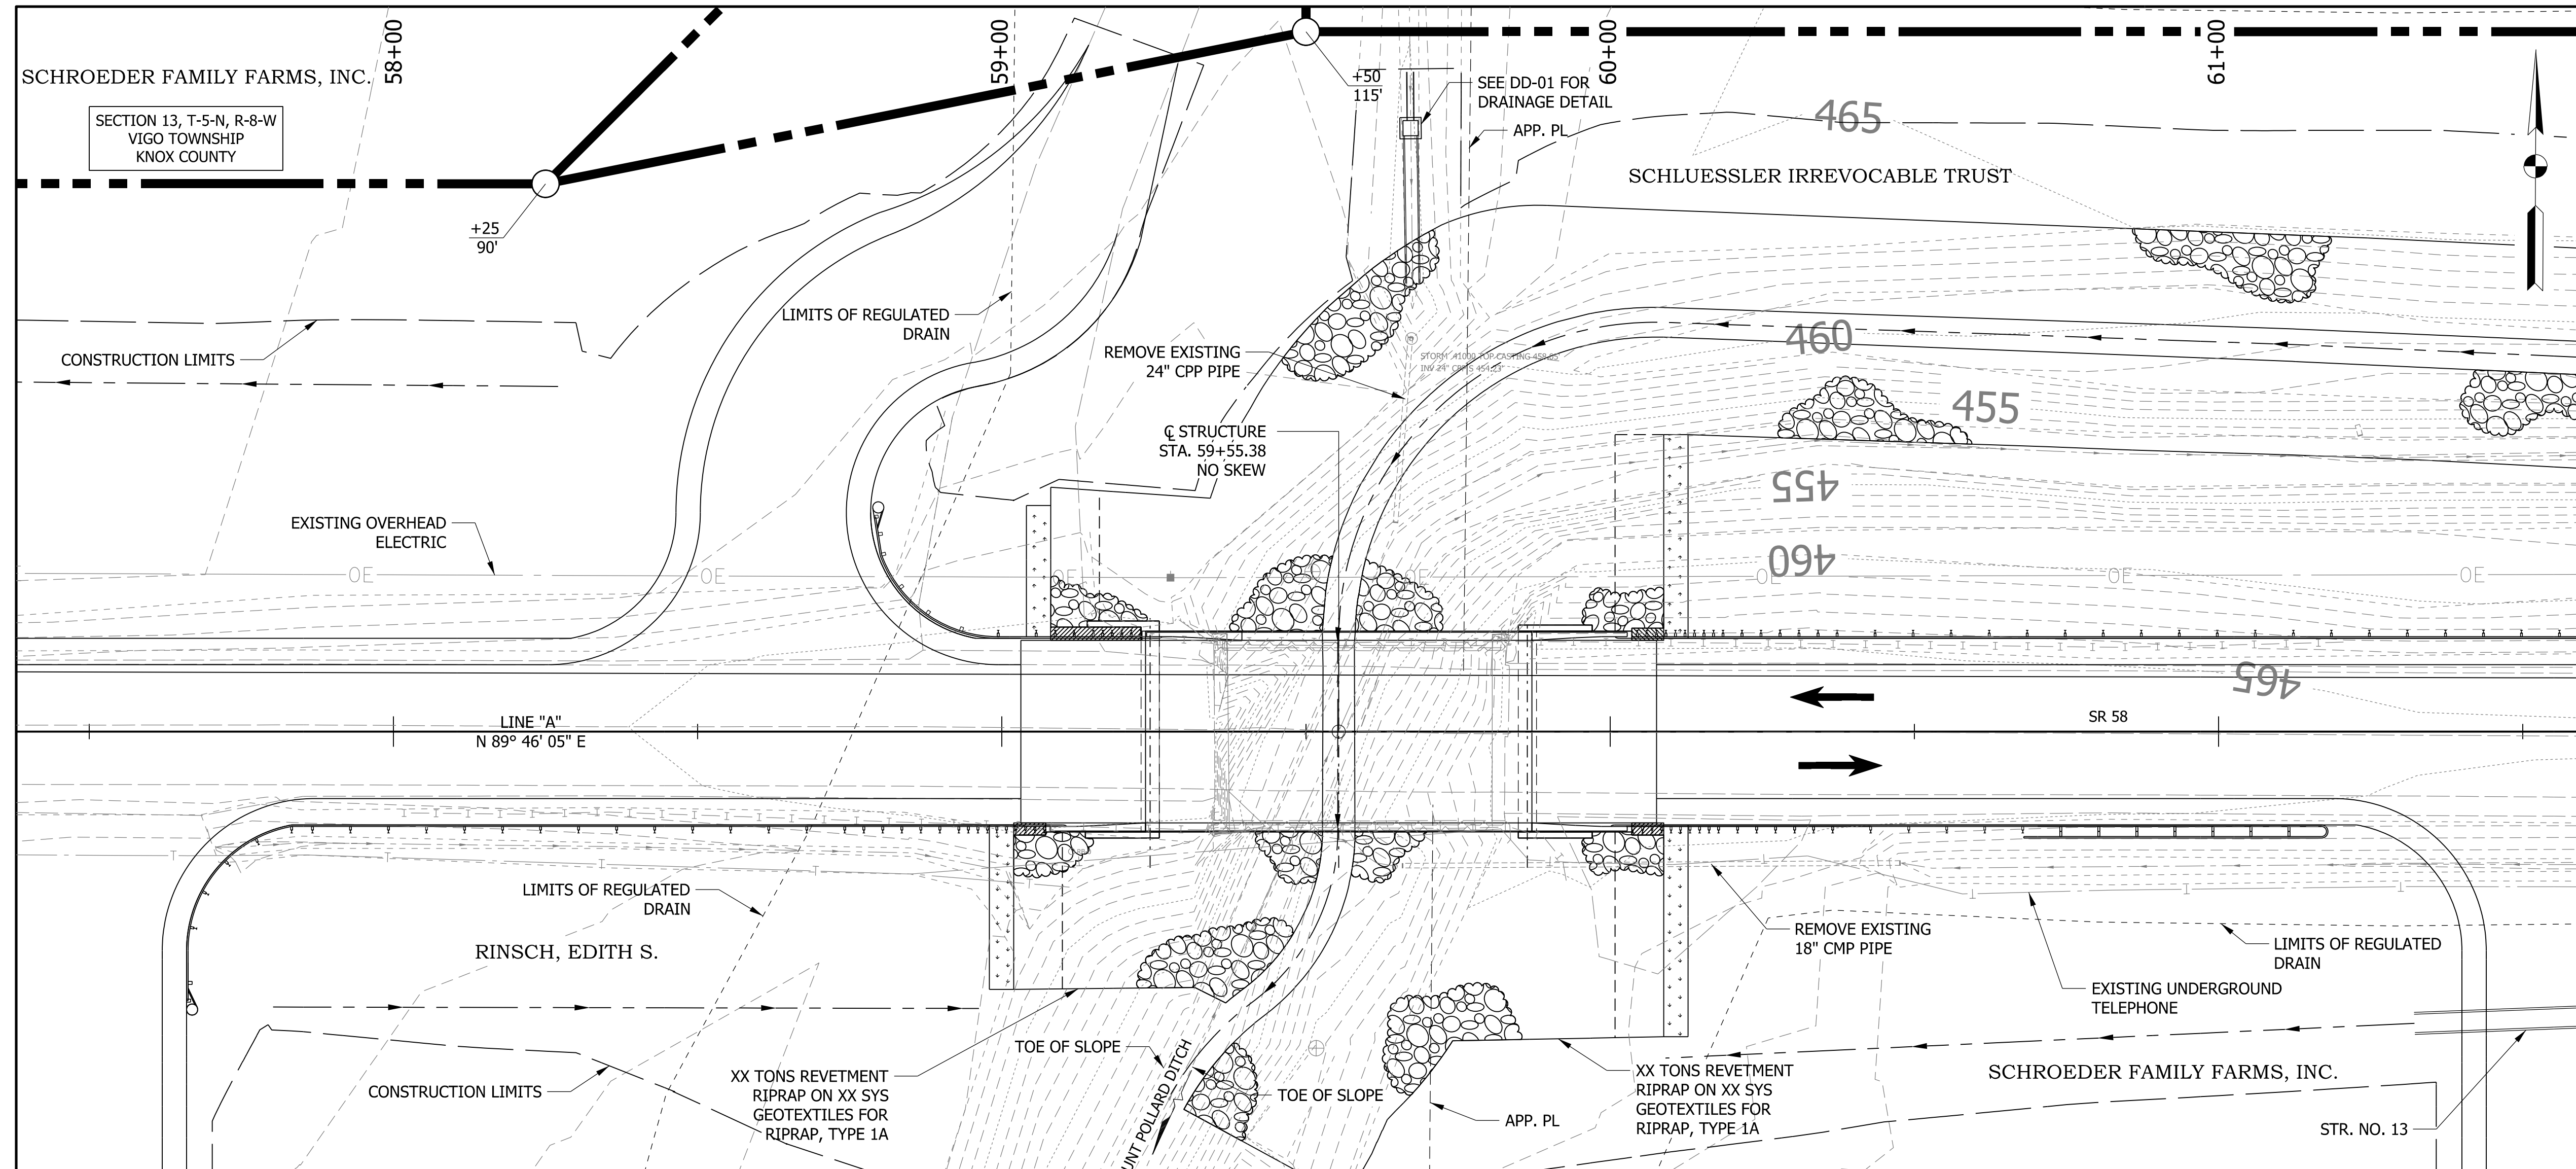 58+00
59+00
60+00
61+00
SCHROEDER FAMILY FARMS, INC.
SECTION 13, T-5-N, R-8-W
VIGO TOWNSHIP
KNOX COUNTY
+25
90'
+50
115'
SEE DD-01 FOR
DRAINAGE DETAIL
APP. PL
465
SCHLUESSLER IRREVOCABLE TRUST
LIMITS OF REGULATED
DRAIN
CONSTRUCTION LIMITS
REMOVE EXISTING
24" CPP PIPE
460
455
℄ STRUCTURE
STA. 59+55.38
NO SKEW
455
EXISTING OVERHEAD
ELECTRIC
460
OE
OE
OE
OE
OE
OE
OE
465
LINE "A"
N 89° 46' 05" E
SR 58
LIMITS OF REGULATED
DRAIN
RINSCH, EDITH S.
REMOVE EXISTING
18" CMP PIPE
LIMITS OF REGULATED
DRAIN
EXISTING UNDERGROUND
TELEPHONE
TOE OF SLOPE
POLLARD DITCH
CONSTRUCTION LIMITS
XX TONS REVETMENT
RIPRAP ON XX SYS
GEOTEXTILES FOR
RIPRAP, TYPE 1A
TOE OF SLOPE
APP. PL
XX TONS REVETMENT
RIPRAP ON XX SYS
GEOTEXTILES FOR
RIPRAP, TYPE 1A
SCHROEDER FAMILY FARMS, INC.
STR. NO. 13